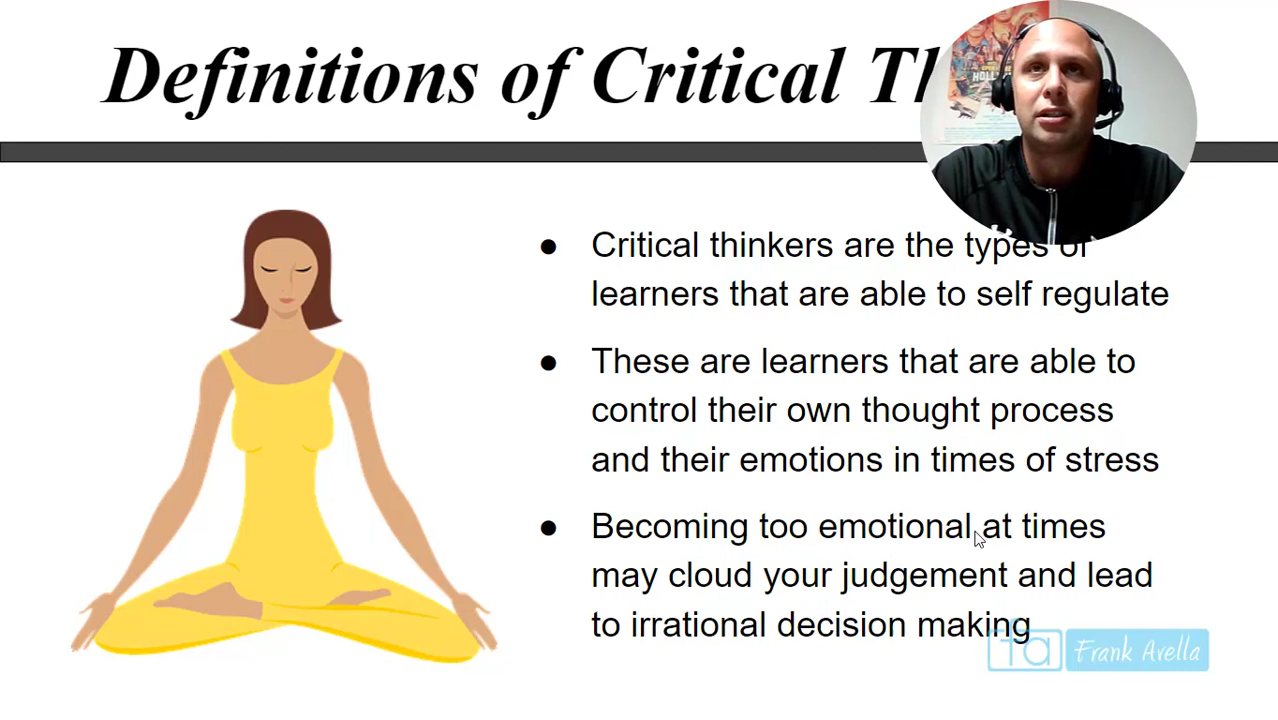 Definitions of Critical Th
Critical thinkers are the types of
learners that are able to self regulate
These are learners that are able to
control their own thought process
and their emotions in times of stress
Becoming too emotional at times
may cloud your judgement and lead
to irrational decision making
fa Frank Avella